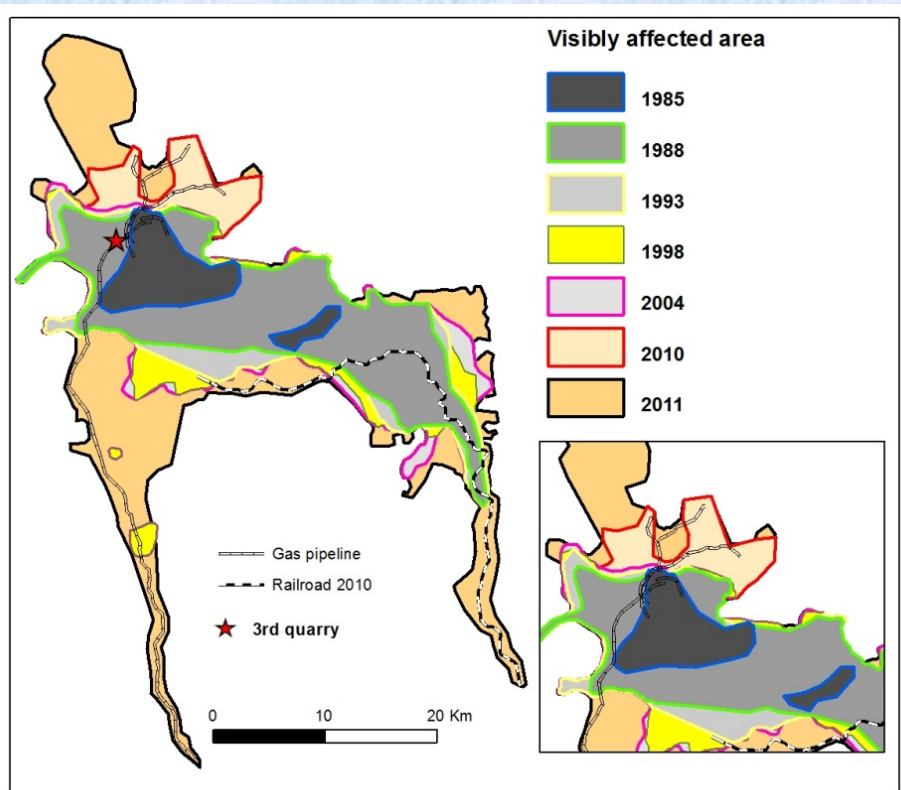 Visibly affected area
1985
1988
1993
1998
2004
2010
2011
Gas pipeline
Railroad 2010
3rd quarry
0 10 20 Km